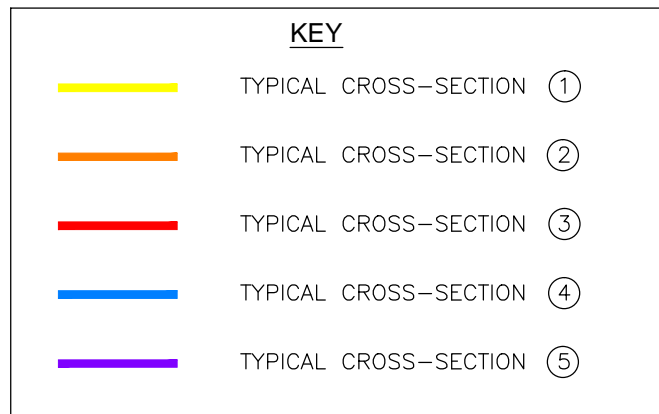 KEY
TYPICAL CROSS-SECTION 1
TYPICAL CROSS-SECTION 2
TYPICAL CROSS-SECTION 3
TYPICAL CROSS-SECTION 4
TYPICAL CROSS-SECTION 5